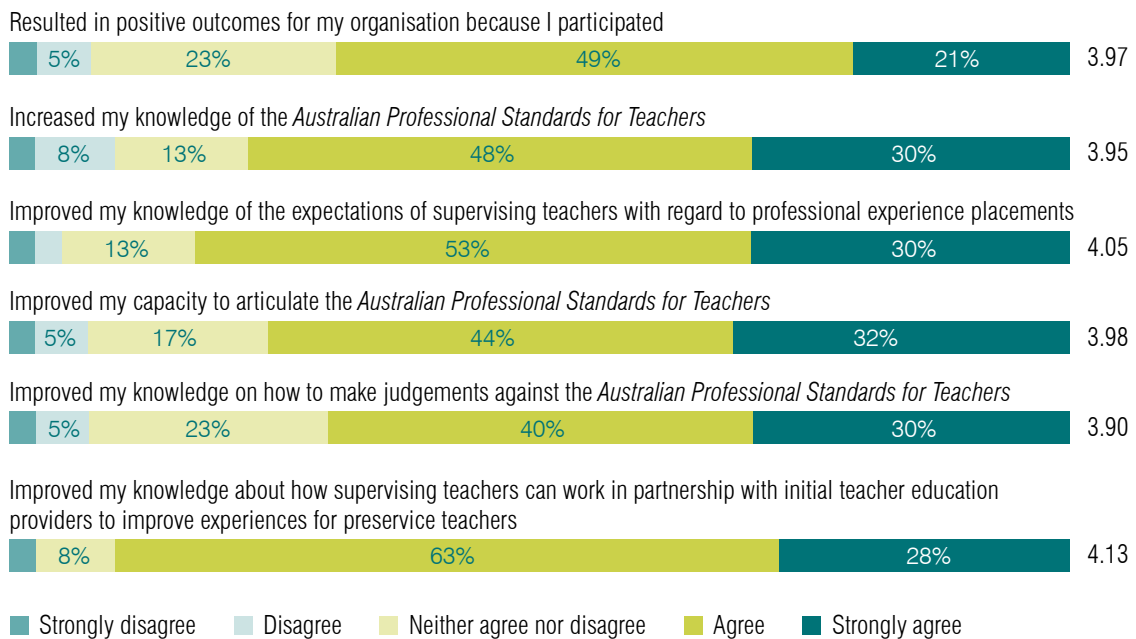 Resulted in positive outcomes for my organisation because I participated
5% 23% 49% 21% 3.97
Increased my knowledge of the Australian Professional Standards for Teachers
8% 13% 48% 30% 3.95
Improved my knowledge of the expectations of supervising teachers with regard to professional experience placements
13% 53% 30% 4.05
Improved my capacity to articulate the Australian Professional Standards for Teachers
5% 17% 44% 32% 3.98
Improved my knowledge on how to make judgements against the Australian Professional Standards for Teachers
5% 23% 40% 30% 3.90
Improved my knowledge about how supervising teachers can work in partnership with initial teacher education
providers to improve experiences for preservice teachers
8% 63% 28% 4.13
Strongly disagree Disagree Neither agree nor disagree Agree Strongly agree